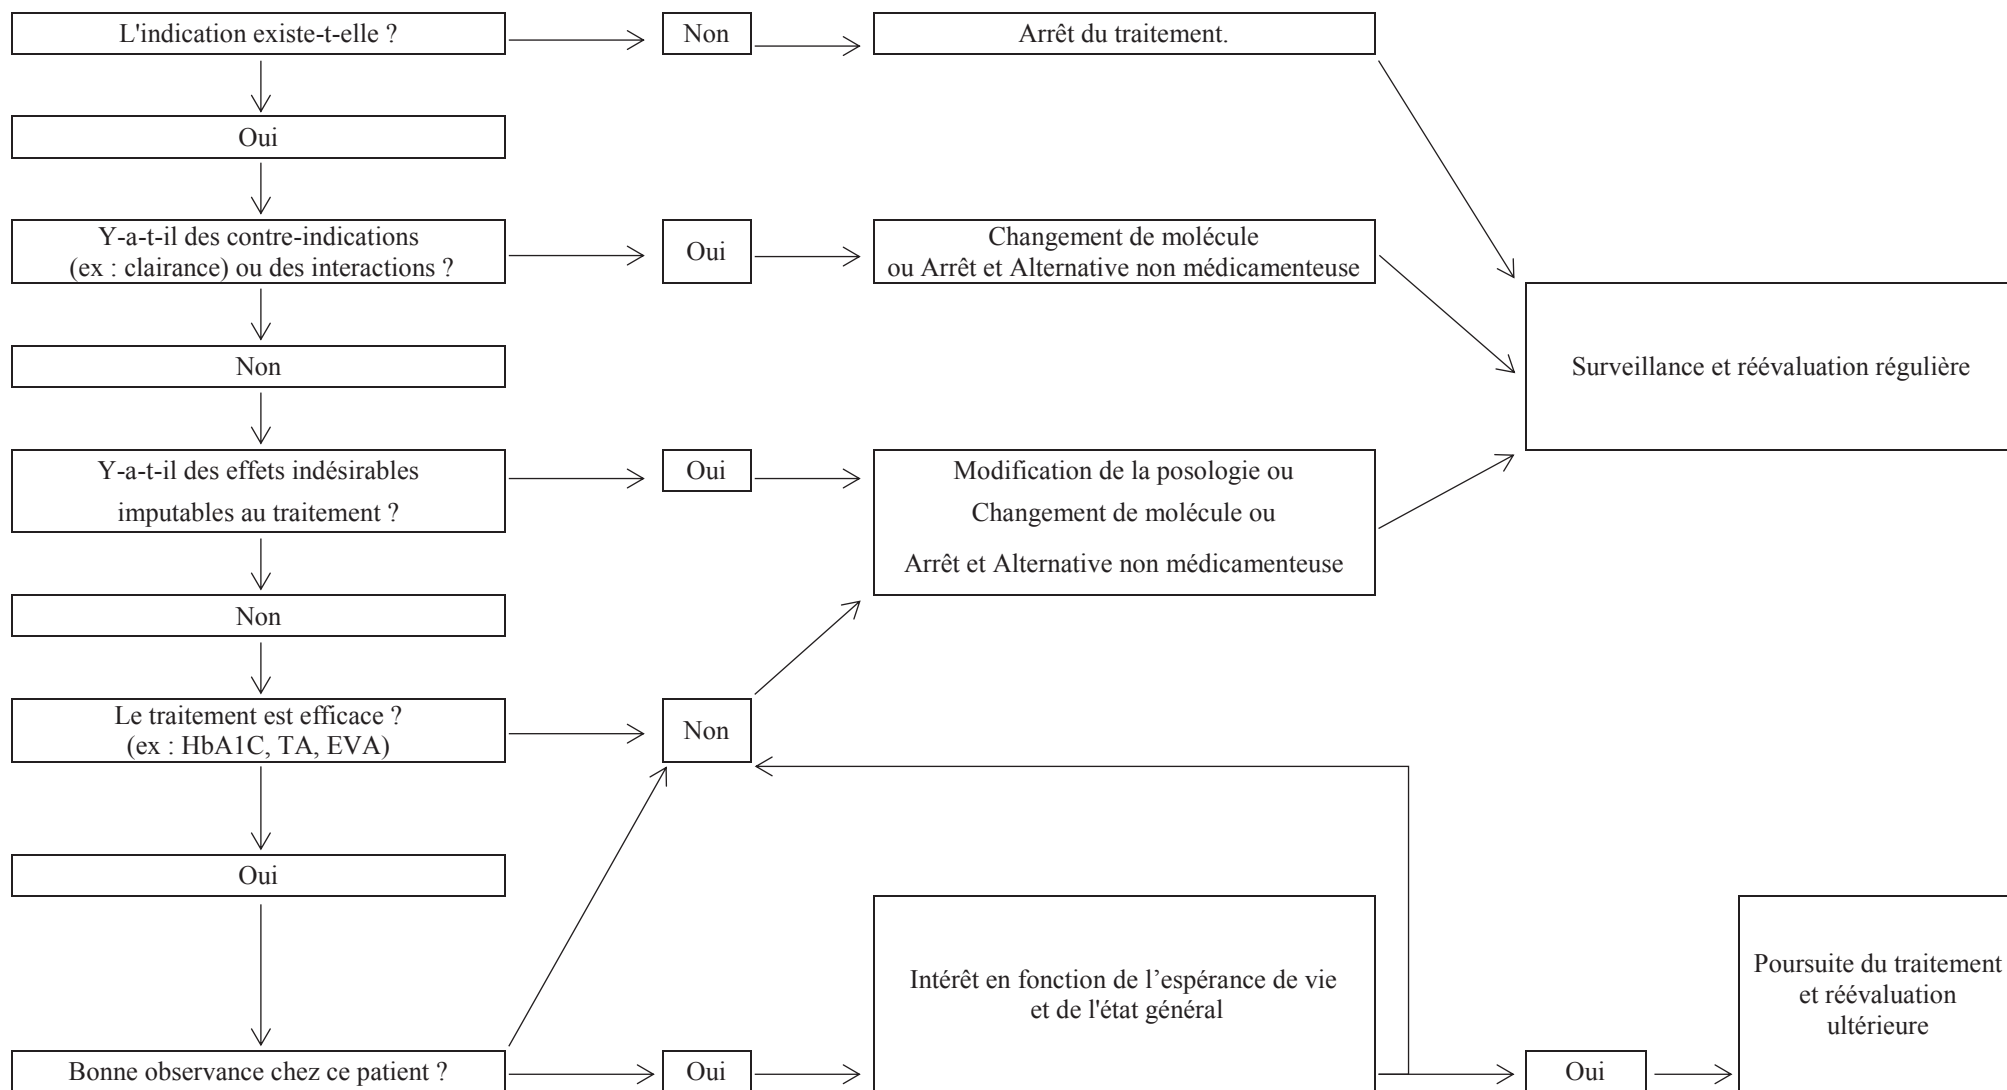 L'indication existe-t-elle ?
Non
Arrêt du traitement.
Oui
Y-a-t-il des contre-indications
(ex : clairance) ou des interactions ?
Oui
Changement de molécule
ou Arrêt et Alternative non médicamenteuse
Surveillance et réévaluation régulière
Non
Y-a-t-il des effets indésirables
imputables au traitement ?
Oui
Modification de la posologie ou
Changement de molécule ou
Arrêt et Alternative non médicamenteuse
Non
Le traitement est efficace ?
(ex : HbA1C, TA, EVA)
Non
Oui
Intérêt en fonction de l’espérance de vie
et de l'état général
Poursuite du traitement
et réévaluation
ultérieure
Bonne observance chez ce patient ?
Oui
Oui